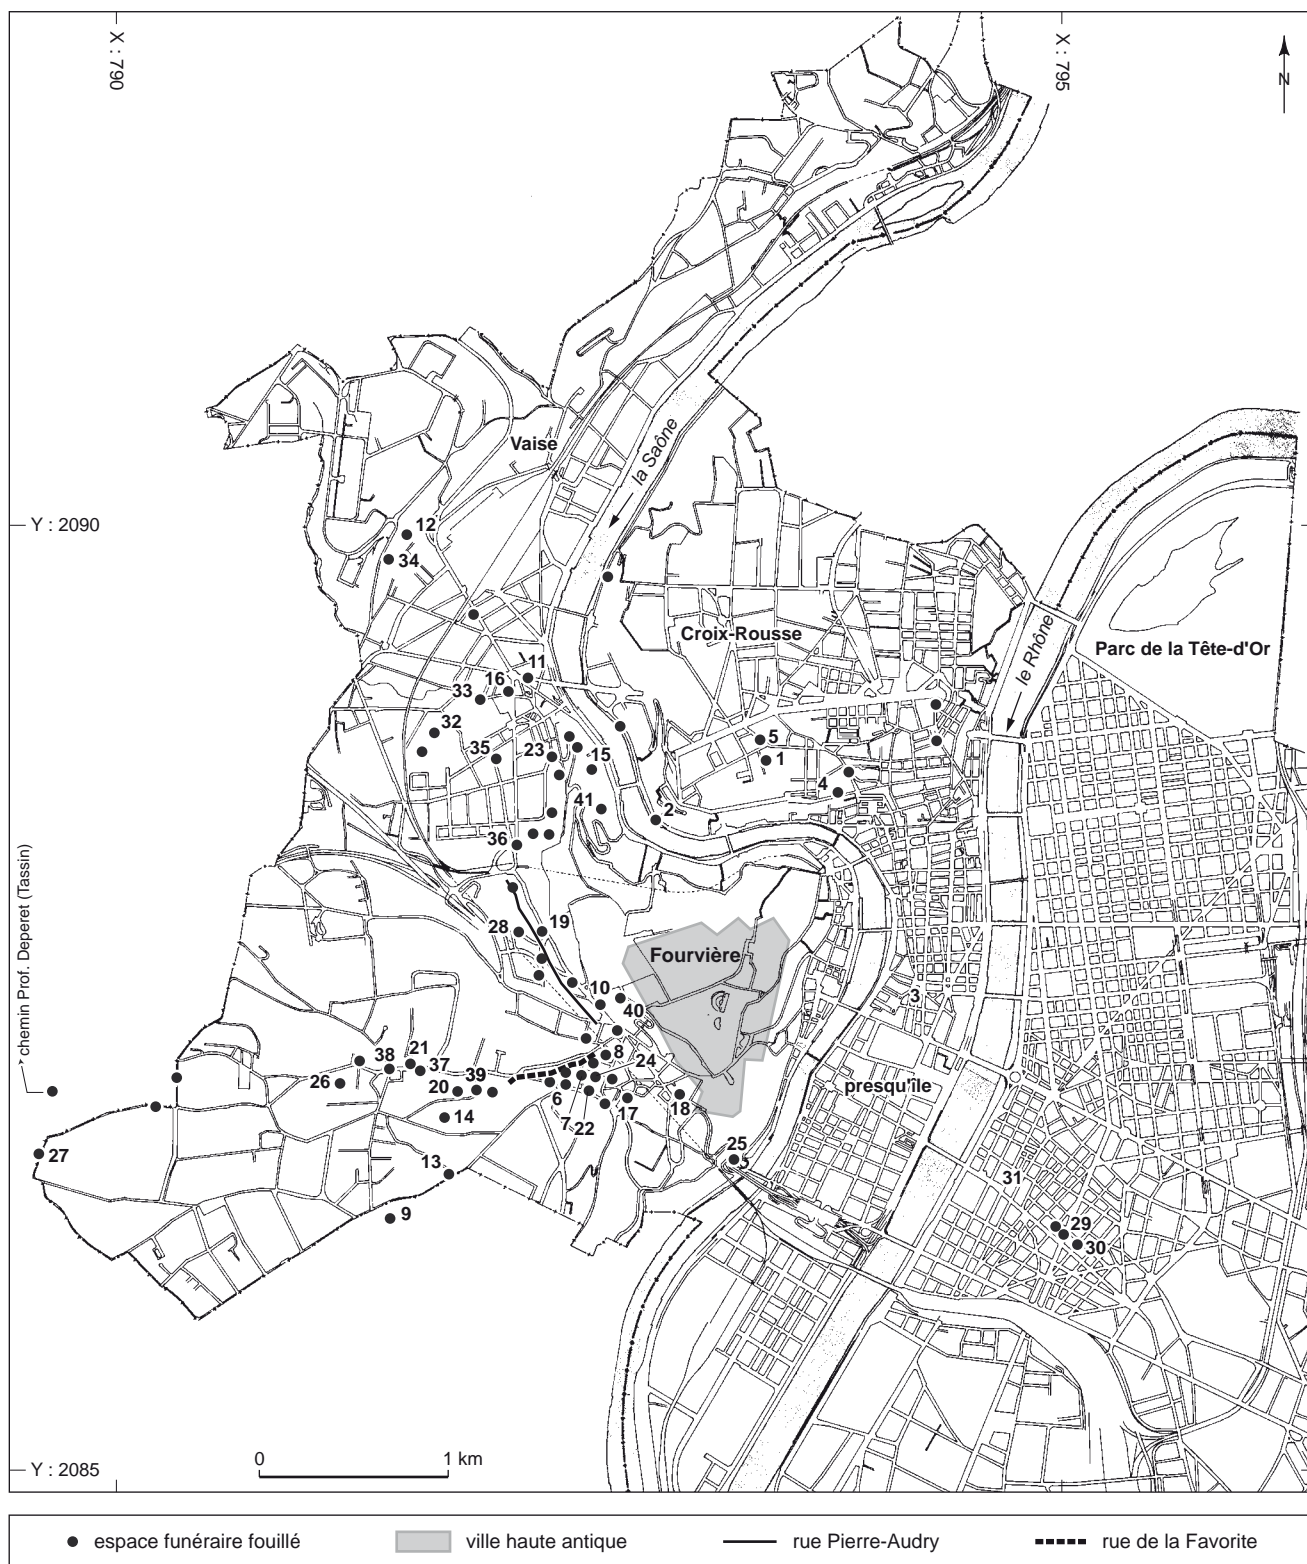 X : 790
X : 795
N
la Saône
Vaise
Y : 2090
12
34
Croix-Rousse
le Rhône
Parc de la Tête-d'Or
11
16
33
32
5
35
23
15
1
4
41
2
36
chemin Prof. Deperet (Tassin)
28
19
Fourvière
10
3
40
21
8
38
37
24
26
39
20
presqu'île
6
18
14
7
17
22
25
27
13
31
9
29
30
0
1 km
Y : 2085
espace funéraire fouillé
ville haute antique
rue Pierre-Audry
rue de la Favorite